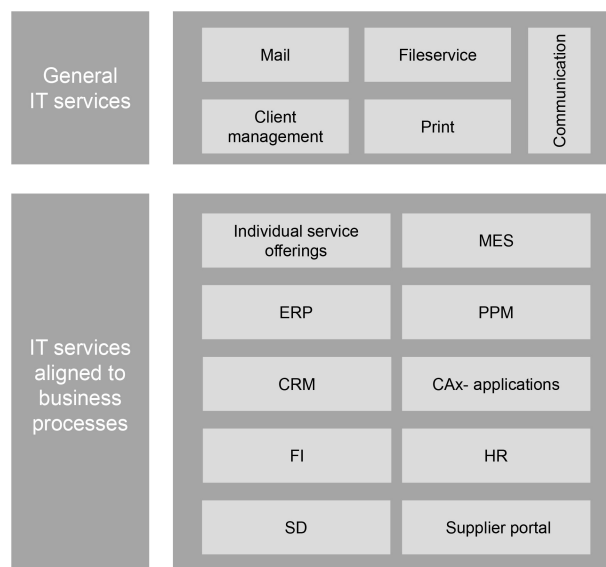 General
IT services
Mail
Fileservice
Communication
Client
management
Print
IT services
aligned to
business
processes
Individual service
offerings
MES
ERP
PPM
CRM
CAx- applications
FI
HR
SD
Supplier portal